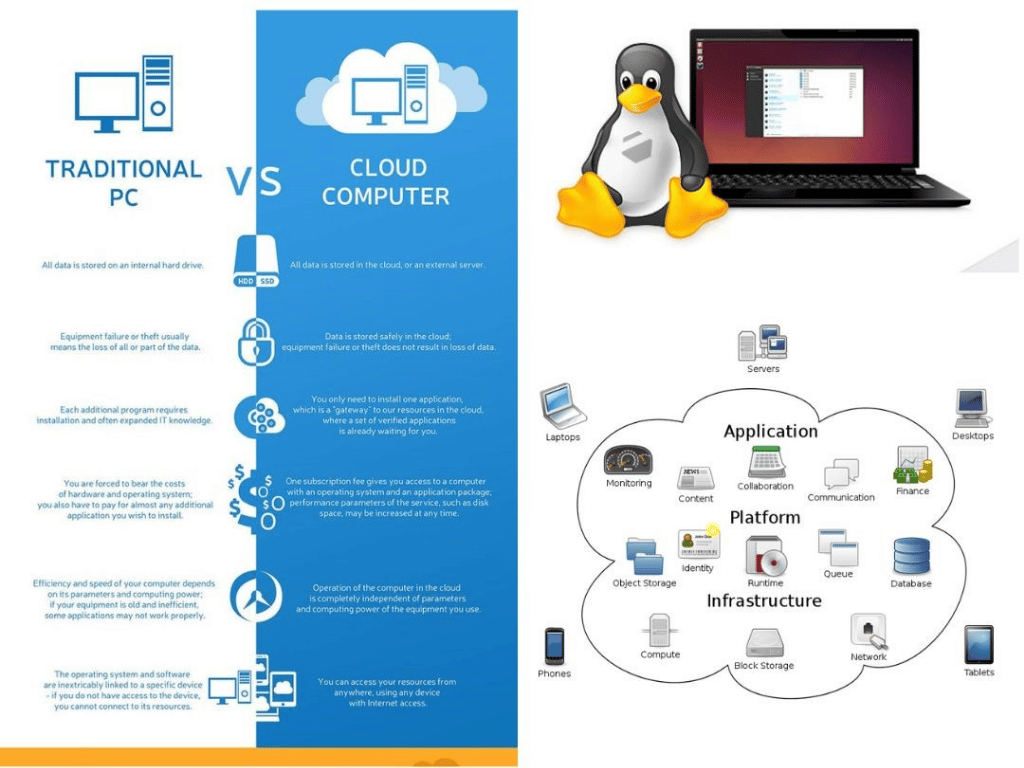 TRADITIONAL
PC
VS
CLOUD
COMPUTER
All data is stored on an internal hard drive.
HDD SSD
All data is stored in the cloud, or an external server.
Equipment failure or theft usually
means the loss of all or part of the data.
Data is stored safely in the cloud;
equipment failure or theft does not result in loss of data.
Each additional program requires
installation and often expanded IT knowledge.
You only need to install one application,
which is a "gateway" to our resources in the cloud,
where a set of verified applications
is already waiting for you.
You are forced to bear the costs
of hardware and operating system;
you also have to pay for almost any additional
application you wish to install.
One subscription fee gives you access to a computer
with an operating system and an application package;
performance parameters of the service, such as disk
space, may be increased at any time.
Efficiency and speed of your computer depends
on its parameters and computing power;
if your equipment is old and inefficient,
some applications may not work properly.
Operation of the computer in the cloud
is completely independent of parameters
and computing power of the equipment you use.
The operating system and software
are inextricably linked to a specific device
- if you do not have access to the device,
you cannot connect to its resources.
You can access your resources from
anywhere, using any device
with Internet access.
Servers
Laptops
Desktops
Application
Monitoring
NEWS
Content
Collaboration
Communication
Finance
Platform
Object Storage
John Doe
Identity
Runtime
Queue
Database
Infrastructure
Compute
Block Storage
Network
Phones
Tablets